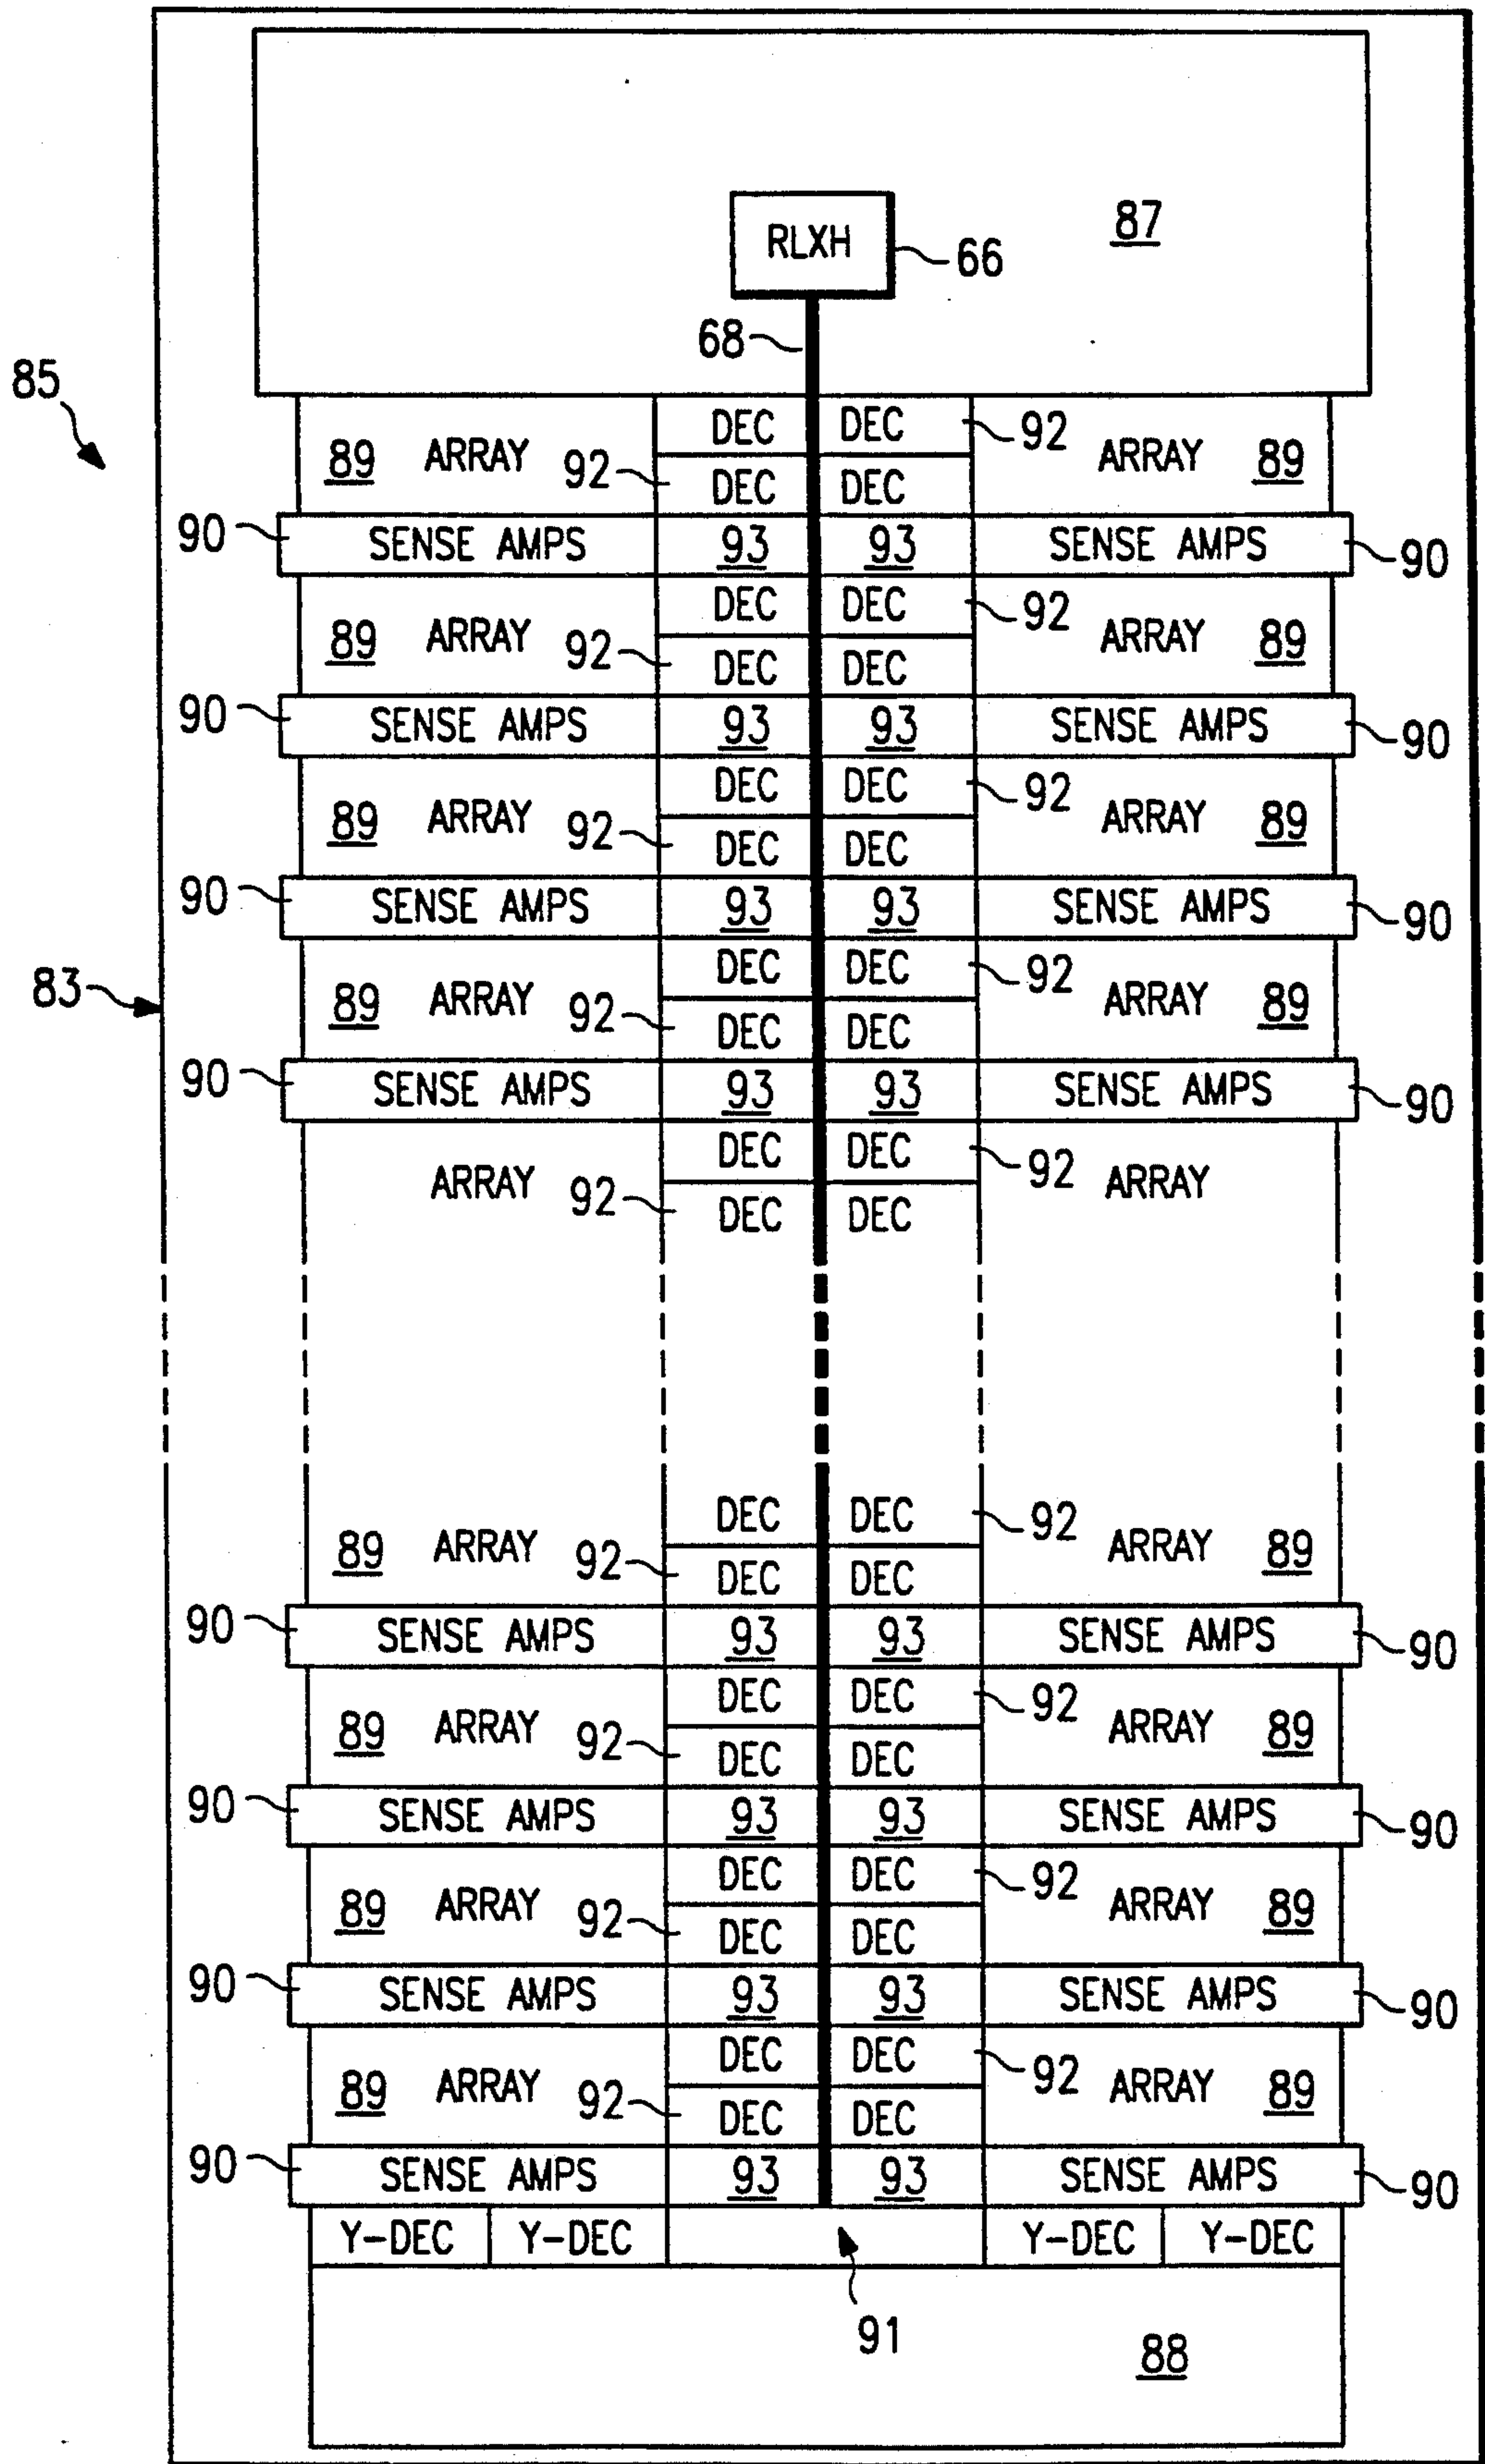 RLXH 66 87
68
85
DEC DEC 92
89 ARRAY 92 DEC DEC ARRAY 89
90 SENSE AMPS 93 93 SENSE AMPS 90
DEC DEC 92
89 ARRAY 92 DEC DEC ARRAY 89
90 SENSE AMPS 93 93 SENSE AMPS 90
DEC DEC 92
89 ARRAY 92 DEC DEC ARRAY 89
90 SENSE AMPS 93 93 SENSE AMPS 90
DEC DEC 92
83 89 ARRAY 92 DEC DEC ARRAY 89
90 SENSE AMPS 93 93 SENSE AMPS 90
DEC DEC 92
ARRAY 92 DEC DEC ARRAY
DEC DEC 92
89 ARRAY 92 DEC DEC ARRAY 89
90 SENSE AMPS 93 93 SENSE AMPS 90
DEC DEC 92
89 ARRAY 92 DEC DEC ARRAY 89
90 SENSE AMPS 93 93 SENSE AMPS 90
DEC DEC 92
89 ARRAY 92 DEC DEC ARRAY 89
90 SENSE AMPS 93 93 SENSE AMPS 90
DEC DEC 92
89 ARRAY 92 DEC DEC ARRAY 89
90 SENSE AMPS 93 93 SENSE AMPS 90
Y-DEC Y-DEC Y-DEC Y-DEC
91
88